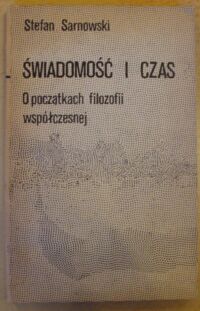 Stefan Sarnowski
ŚWIADOMOŚĆ I CZAS
O początkach filozofii
współczesnej